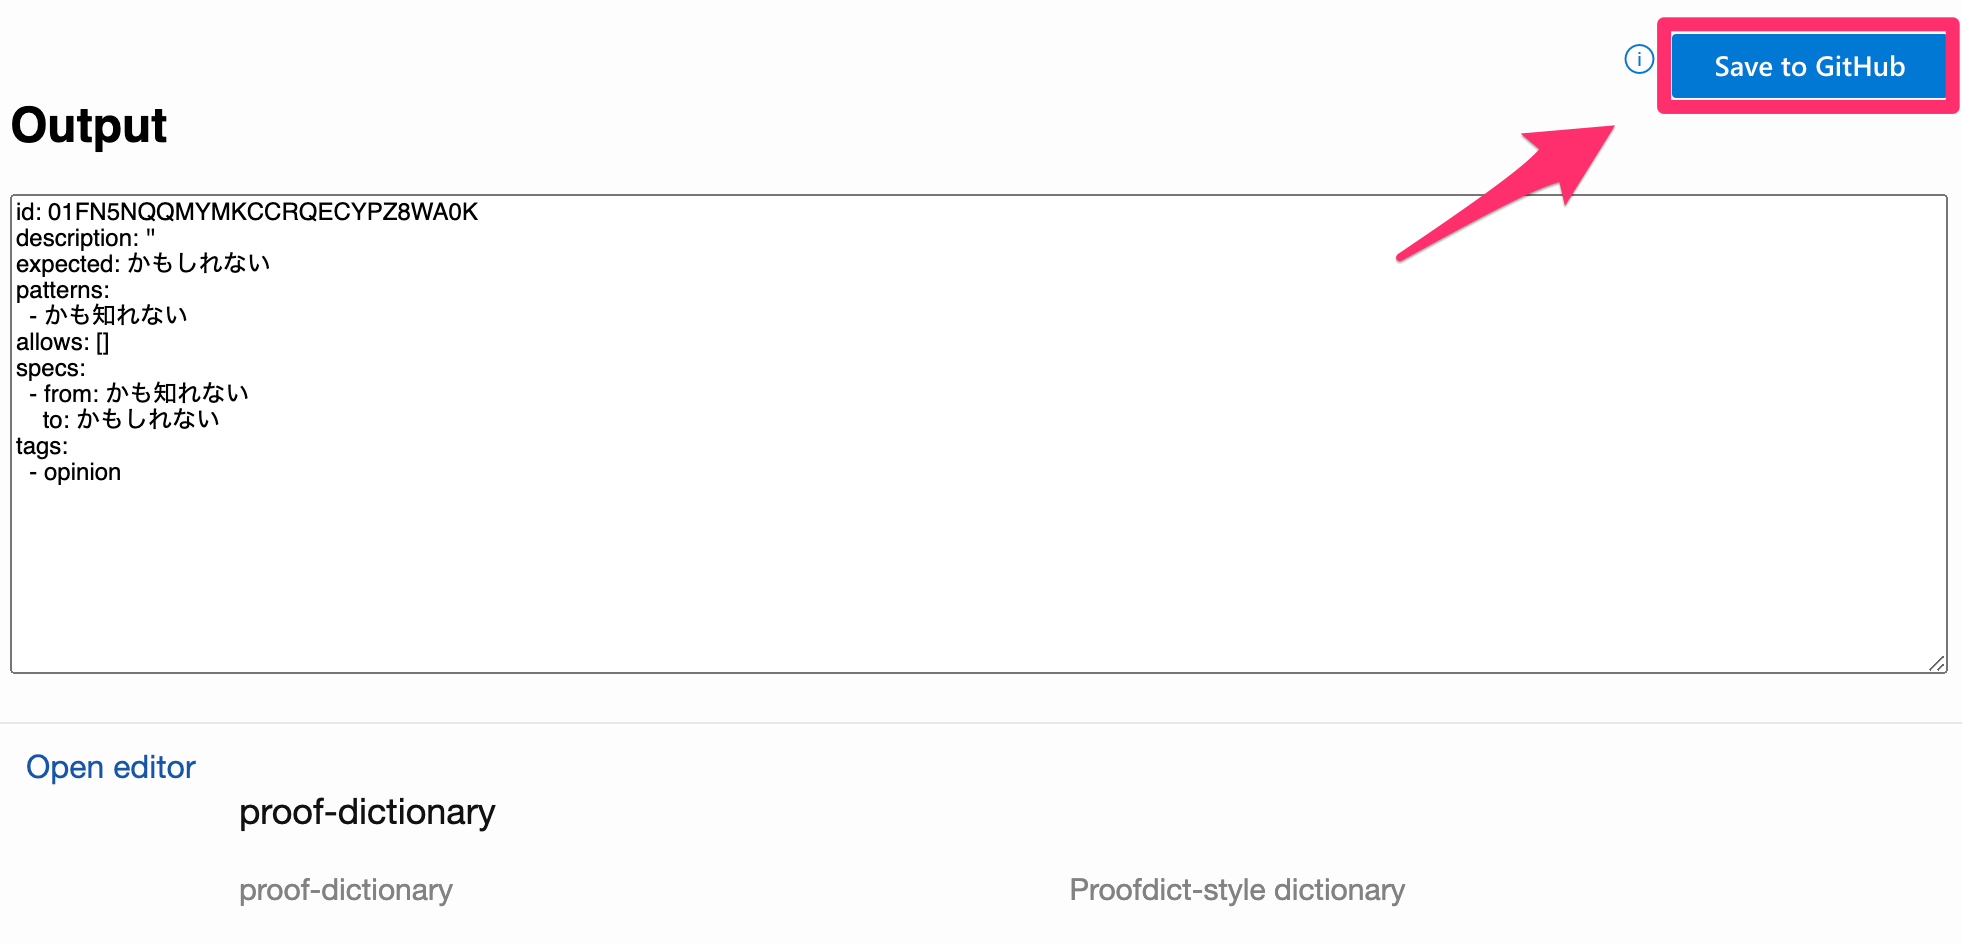 Save to GitHub
Output
id: 01FN5NQQMYMKCCRQECYPZ8WA0K
description: ''
expected: かもしれない
patterns:
  - かも知れない
allows: []
specs:
  - from: かも知れない
    to: かもしれない
tags:
  - opinion
Open editor
proof-dictionary
proof-dictionary
Proofdict-style dictionary